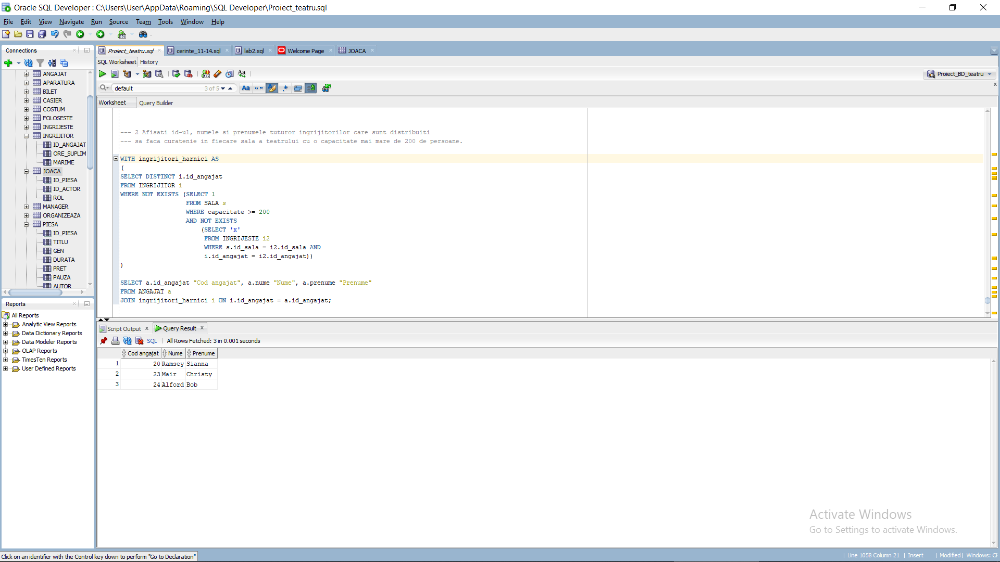 Oracle SQL Developer : C:\Users\User\AppData\Roaming\SQL Developer\Proiect_teatru.sql
File Edit View Navigate Run Source Team Tools Window Help
Connections
Proiect_teatru.sql cerinte_11-14.sql lab2.sql Welcome Page JOACA
SQL Worksheet History
Proiect_BD_teatru
default 3 of 5 Aa
Worksheet Query Builder
ANGAJAT
APARATURA
BILET
CASIER
COSTUM
FOLOSESTE
INGRIJESTE
INGRIJITOR
ID_ANGAJAT
ORE_SUPLIM
MARIME
JOACA
ID_PIESA
ID_ACTOR
ROL
MANAGER
ORGANIZEAZA
PIESA
ID_PIESA
TITLU
GEN
DURATA
PRET
PAUZA
AUTOR
--- 2 Afisati id-ul, numele si prenumele tuturor ingrijitorilor care sunt distribuiti
--- sa faca curatenie in fiecare sala a teatrului cu o capacitate mai mare de 200 de persoane.
WITH ingrijitori_harnici AS
(
SELECT DISTINCT i.id_angajat
FROM INGRIJITOR i
WHERE NOT EXISTS (SELECT 1
FROM SALA s
WHERE capacitate >= 200
AND NOT EXISTS
(SELECT 'x'
FROM INGRIJESTE i2
WHERE s.id_sala = i2.id_sala AND
i.id_angajat = i2.id_angajat))
)
SELECT a.id_angajat "Cod angajat", a.nume "Nume", a.prenume "Prenume"
FROM ANGAJAT a
JOIN ingrijitori_harnici i ON i.id_angajat = a.id_angajat;
Reports
All Reports
Analytic View Reports
Data Dictionary Reports
Data Modeler Reports
OLAP Reports
TimesTen Reports
User Defined Reports
Script Output x Query Result x
SQL | All Rows Fetched: 3 in 0.001 seconds
Cod angajat Nume Prenume
1 20 Ramsey Sianna
2 23 Mair Christy
3 24 Alford Bob
Activate Windows
Go to Settings to activate Windows.
Click on an identifier with the Control key down to perform "Go to Declaration"
| Line 1058 Column 21 | Insert | Modified | Windows: CF